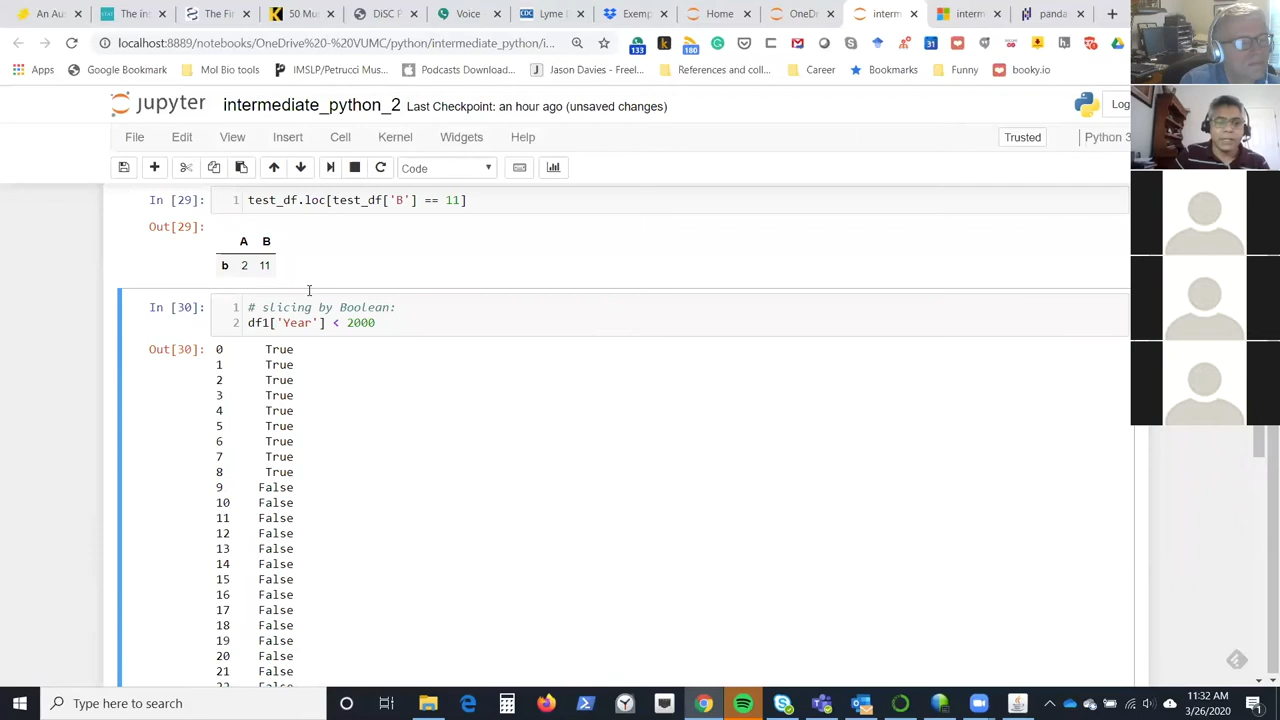 An Au
The in
The Fi
50 Mus
DiSC P
Voice
Lyme D
Exemp
Home
OneDr
interm
interm
panda
localhost:8889/notebooks/OneDrive%20-%20VUMC/python/intermediate_python/i...
133
180
31
Apps
Google Bookmark
Mol Bio tools
IMSLP/Petrucci Mus...
Podcast Download...
Jason Davies - Freel...
References and coll...
Career
Bookmarks
Funny
booky.io
jupyter intermediate_python_2 Last Checkpoint: an hour ago (unsaved changes)
Log
File Edit View Insert Cell Kernel Widgets Help
Trusted
Python 3
Code
In [29]:
1 test_df.loc[test_df['B'] == 11]
Out[29]:
A B
b 2 11
In [30]:
1 # slicing by Boolean:
2 df1['Year'] < 2000
Out[30]:
0 True
1 True
2 True
3 True
4 True
5 True
6 True
7 True
8 True
9 False
10 False
11 False
12 False
13 False
14 False
15 False
16 False
17 False
18 False
19 False
20 False
21 False
Type here to search
11:32 AM
3/26/2020